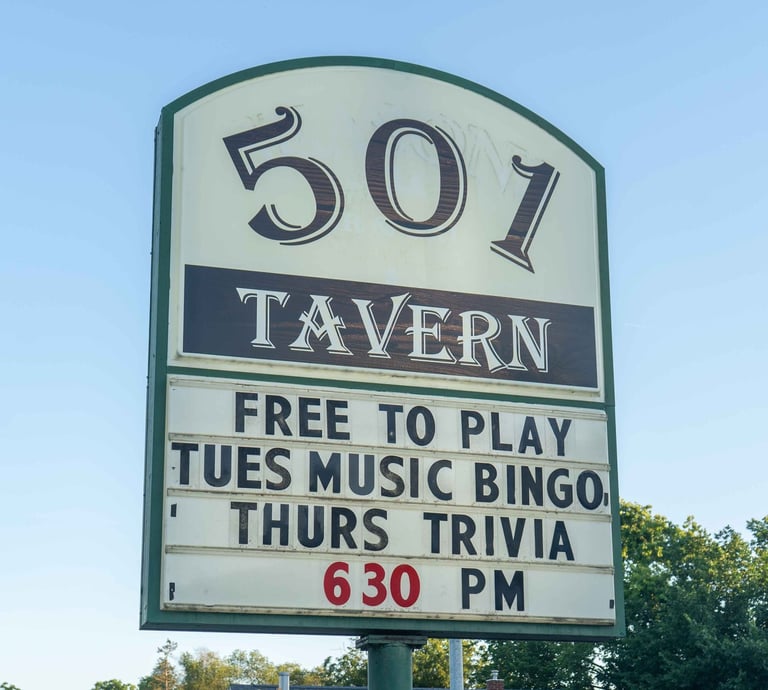 501
TAVERN
FREE TO PLAY
TUES MUSIC BINGO
THURS TRIVIA
630 PM